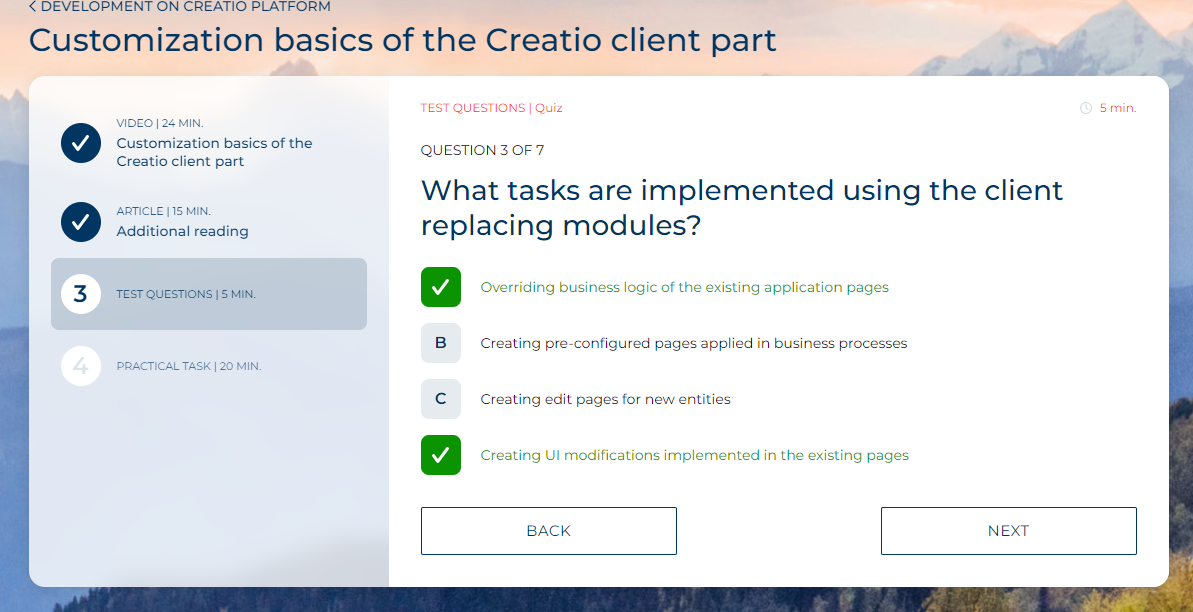 DEVELOPMENT ON CREATIO PLATFORM
Customization basics of the Creatio client part
VIDEO | 24 MIN.
Customization basics of the
Creatio client part
ARTICLE | 15 MIN.
Additional reading
3
TEST QUESTIONS | 5 MIN.
4
PRACTICAL TASK | 20 MIN.
TEST QUESTIONS | Quiz
5 min.
QUESTION 3 OF 7
What tasks are implemented using the client
replacing modules?
Overriding business logic of the existing application pages
B
Creating pre-configured pages applied in business processes
C
Creating edit pages for new entities
Creating UI modifications implemented in the existing pages
BACK
NEXT